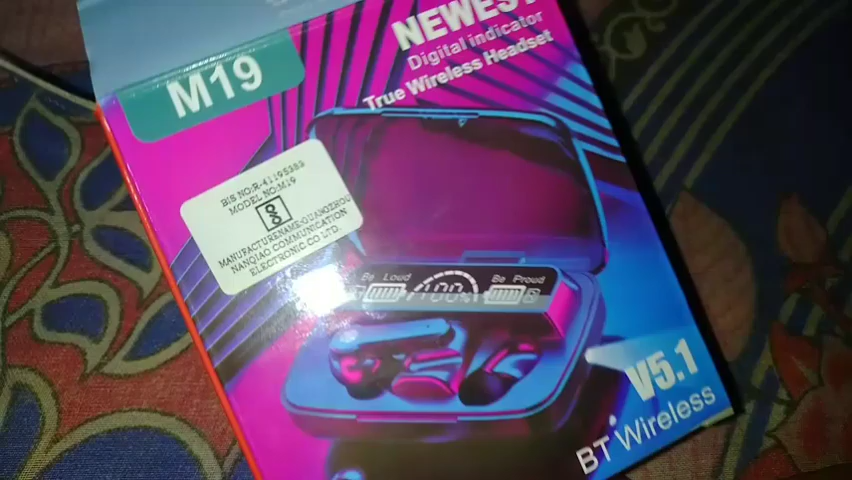 NEWEST
Digital indicator
True Wireless Headset
M19
BIS NO:R-41195383
MODEL NO:M19
MANUFACTURENAME-GUANGZHOU
NANQIAO COMMUNICATION
ELECTRONIC CO LTD.
Be Loud
Be Proud
100%
V5.1
BT Wireless